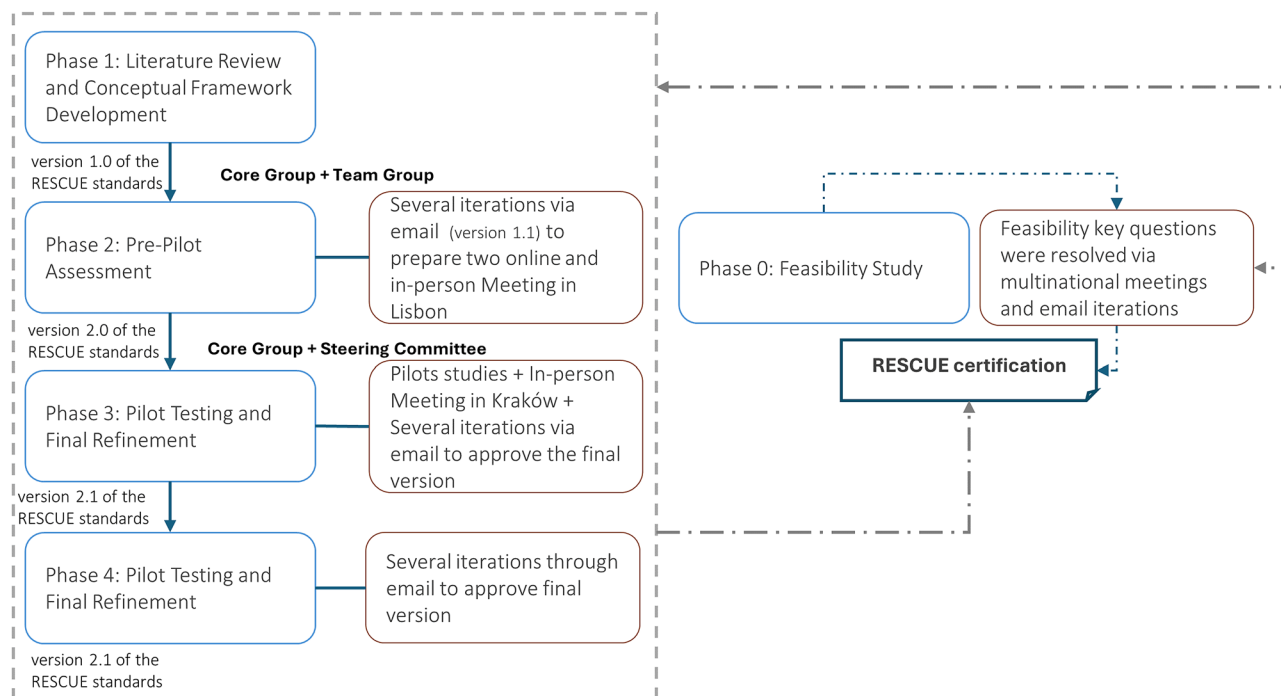 Phase 1: Literature Review
and Conceptual Framework
Development
version 1.0 of the
RESCUE standards
Core Group + Team Group
Phase 2: Pre-Pilot
Assessment
Several iterations via
email (version 1.1) to
prepare two online and
in-person Meeting in
Lisbon
version 2.0 of the
RESCUE standards
Core Group + Steering Committee
Phase 3: Pilot Testing and
Final Refinement
Pilots studies + In-person
Meeting in Kraków +
Several iterations via
email to approve the final
version
version 2.1 of the
RESCUE standards
Phase 4: Pilot Testing and
Final Refinement
Several iterations through
email to approve final
version
version 2.1 of the
RESCUE standards
Phase 0: Feasibility Study
Feasibility key questions
were resolved via
multinational meetings
and email iterations
RESCUE certification